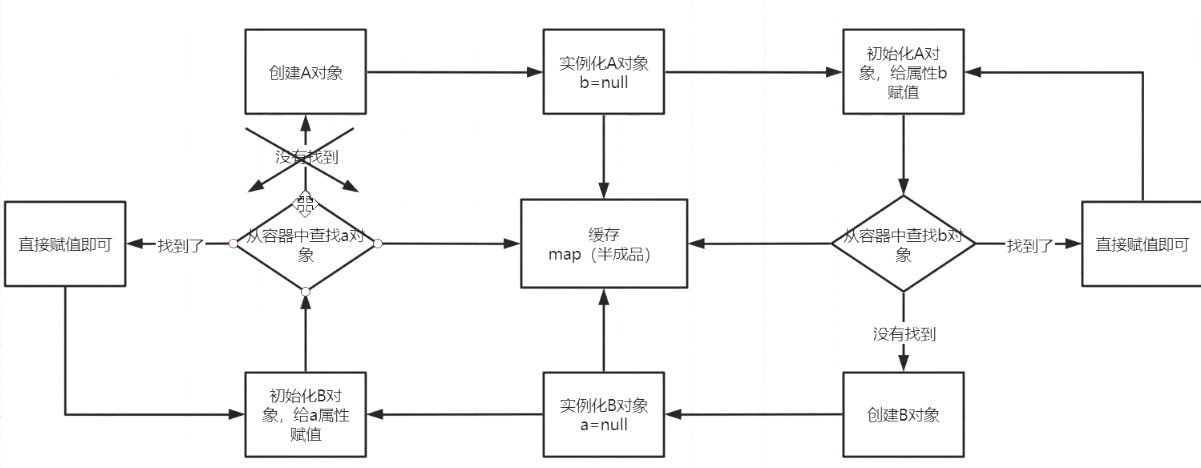 创建A对象
实例化A对象
b=null
初始化A对
象，给属性b
赋值
没有找到
直接赋值即可
找到了
从容器中查找a对
象
缓存
map（半成品）
从容器中查找b对
象
找到了
直接赋值即可
没有找到
初始化B对
象，给a属性
赋值
实例化B对象
a=null
创建B对象